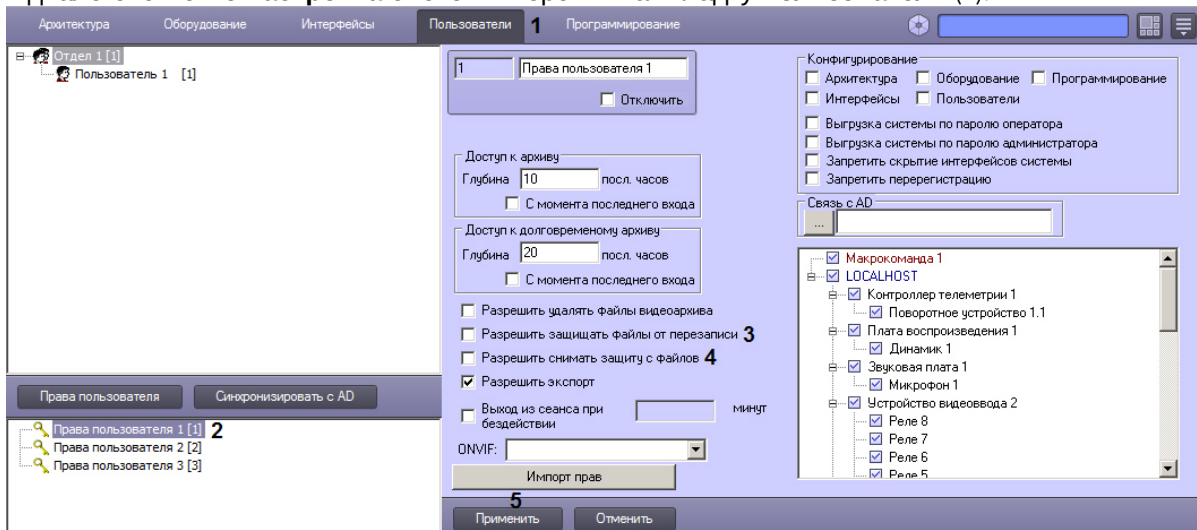 Архитектура Оборудование Интерфейсы Пользователи 1 Программирование
Отдел 1 [1]
Пользователь 1 [1]
Права пользователя Синхронизировать с AD
Права пользователя 1 [1] 2
Права пользователя 2 [2]
Права пользователя 3 [3]
1 Права пользователя 1
Отключить
Доступ к архиву
Глубина 10 посл. часов
С момента последнего входа
Доступ к долговременому архиву
Глубина 20 посл. часов
С момента последнего входа
Разрешить удалять файлы видеоархива
Разрешить защищать файлы от перезаписи 3
Разрешить снимать защиту с файлов 4
Разрешить экспорт
Выход из сеанса при минут
бездействии
ONVIF:
Импорт прав
5
Применить Отменить
Конфигурирование
Архитектура Оборудование Программирование
Интерфейсы Пользователи
Выгрузка системы по паролю оператора
Выгрузка системы по паролю администратора
Запретить скрытие интерфейсов системы
Запретить перерегистрацию
Связь с AD
...
Макрокоманда 1
LOCALHOST
Контроллер телеметрии 1
Поворотное устройство 1.1
Плата воспроизведения 1
Динамик 1
Звуковая плата 1
Микрофон 1
Устройство видеоввода 2
Реле 8
Реле 7
Реле 6
Реле 5